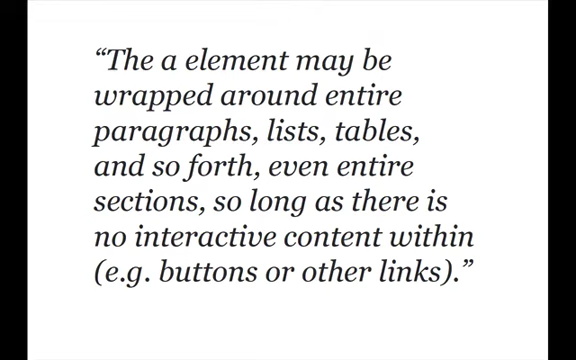 “The a element may be
wrapped around entire
paragraphs, lists, tables,
and so forth, even entire
sections, so long as there is
no interactive content within
(e.g. buttons or other links).”